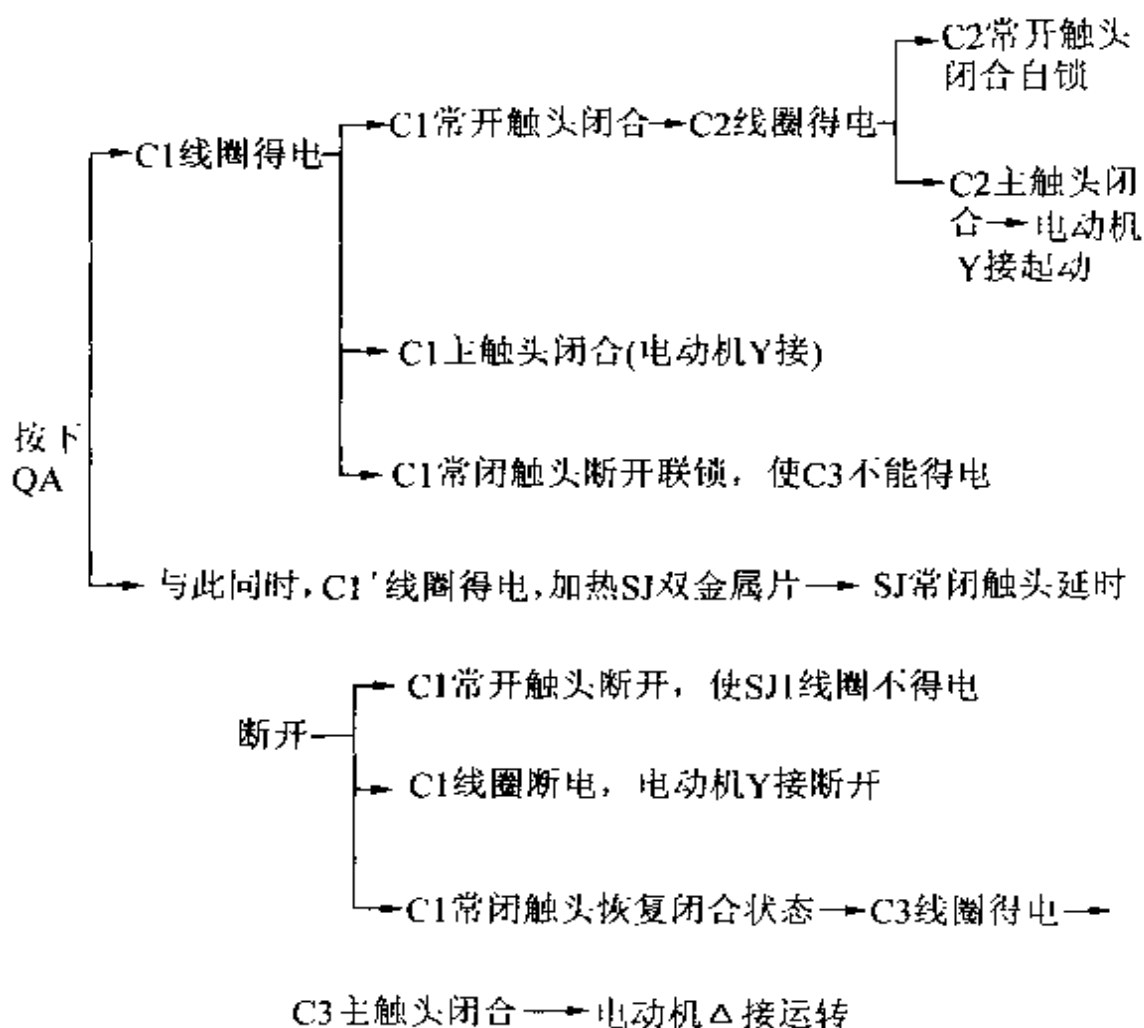 C2常开触头
闭合自锁
C1常开触头闭合→C2线圈得电
C1线圈得电
C2主触头闭
合→电动机
Y接起动
C1主触头闭合(电动机Y接)
按下
QA
C1常闭触头断开联锁，使C3不能得电
与此同时，C1′线圈得电，加热SJ双金属片→SJ常闭触头延时
C1常开触头断开，使SJ1线圈不得电
断开
C1线圈断电，电动机Y接断开
C1常闭触头恢复闭合状态→C3线圈得电→
C3主触头闭合→电动机△接运转